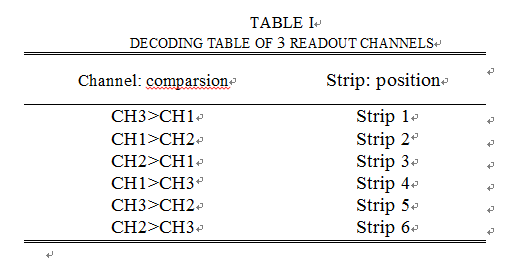 TABLE I
DECODING TABLE OF 3 READOUT CHANNELS
Channel: comparsion Strip: position
CH3>CH1 Strip 1
CH1>CH2 Strip 2
CH2>CH1 Strip 3
CH1>CH3 Strip 4
CH3>CH2 Strip 5
CH2>CH3 Strip 6